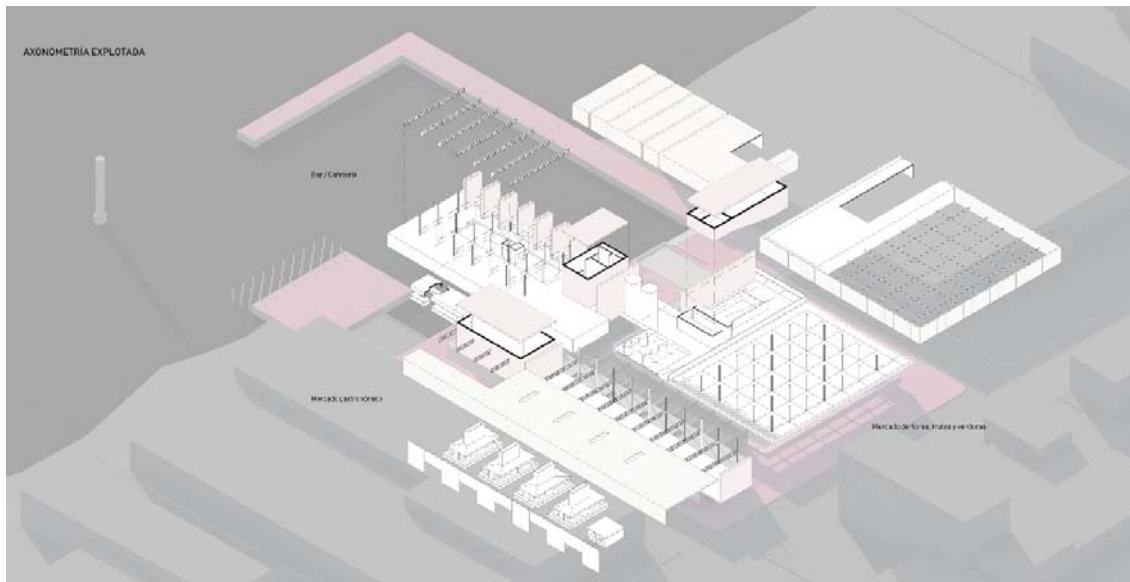 AXONOMETRÍA EXPLOTADA
Bar / Cafetería
Mercado gastronómico
Mercado de flores, frutas y verduras